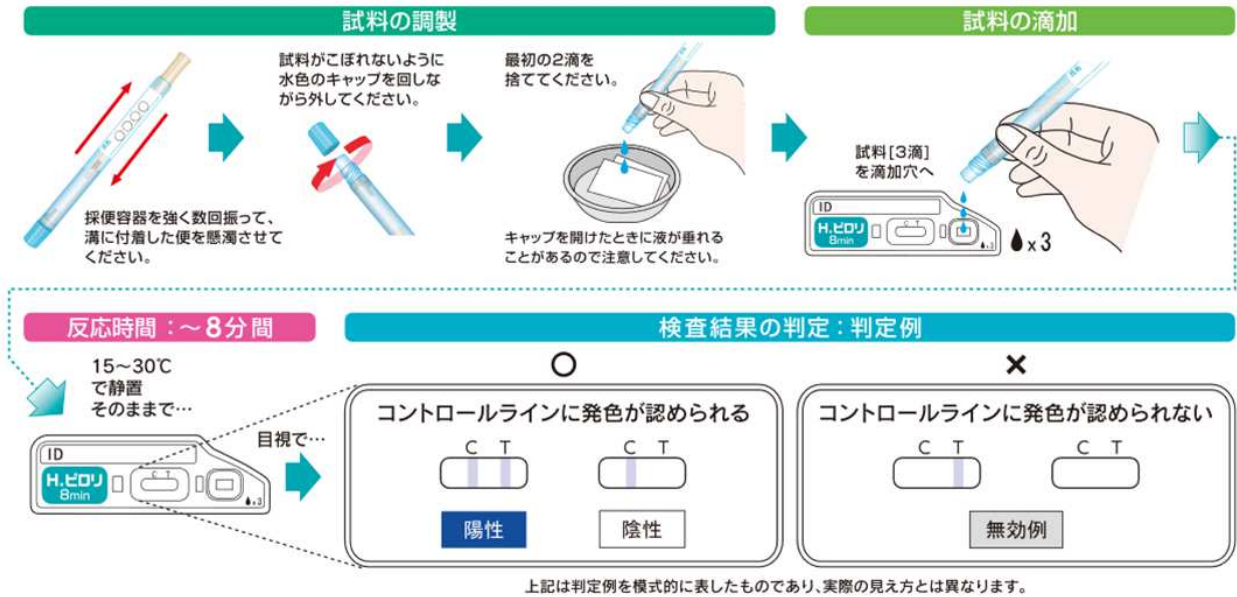 試料の調製
試料の滴加
採便容器を強く数回振って、
溝に付着した便を懸濁させて
ください。
試料がこぼれないように
水色のキャップを回しな
がら外してください。
最初の2滴を
捨ててください。
キャップを開けたときに液が垂れる
ことがあるので注意してください。
試料[3滴]
を滴加穴へ
ID
H.ピロリ
8min
C T
x3
x 3
反応時間：～8分間
15～30℃
で静置
そのままで…
ID
H.ピロリ
8min
C T
x3
目視で…
検査結果の判定：判定例
○
コントロールラインに発色が認められる
C T
C T
陽性
陰性
×
コントロールラインに発色が認められない
C T
C T
無効例
上記は判定例を模式的に表したものであり、実際の見え方とは異なります。